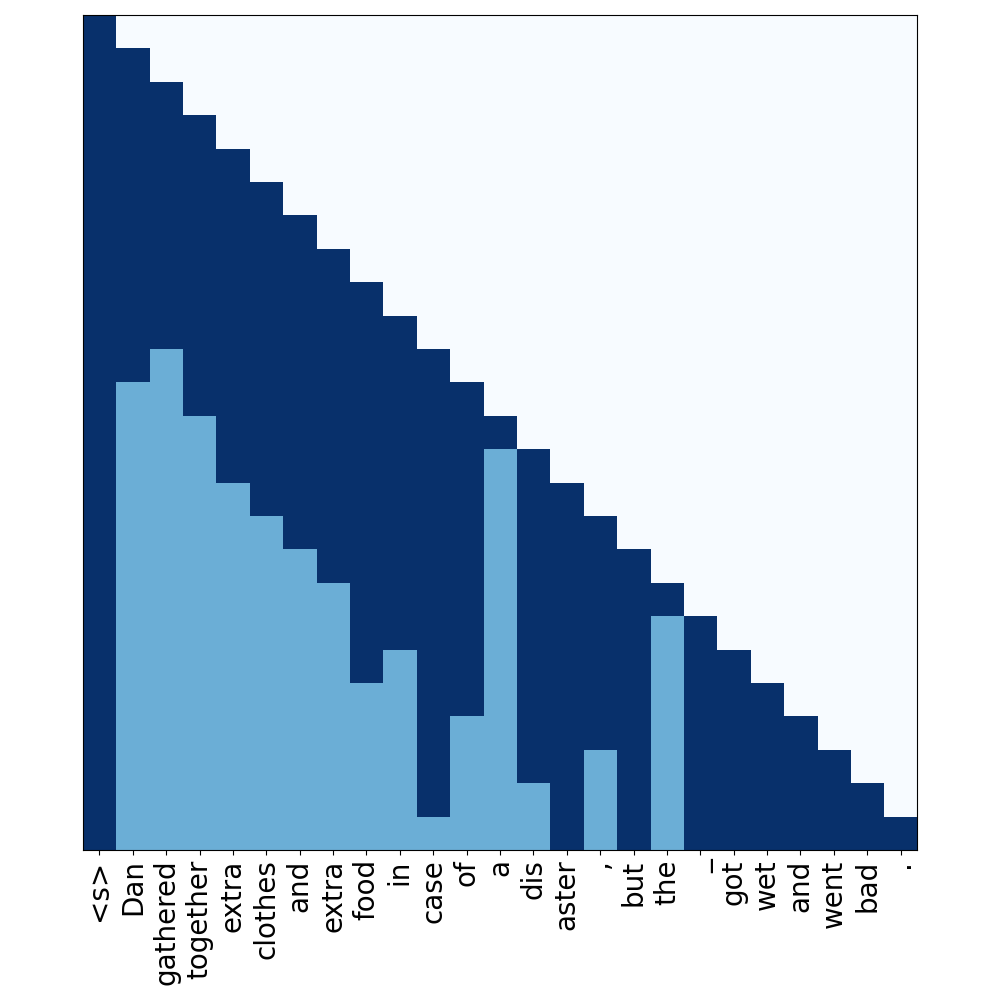 <s>
Dan
gathered
together
extra
clothes
and
extra
food
in
case
of
a
dis
aster
,
but
the
_
got
wet
and
went
bad
.